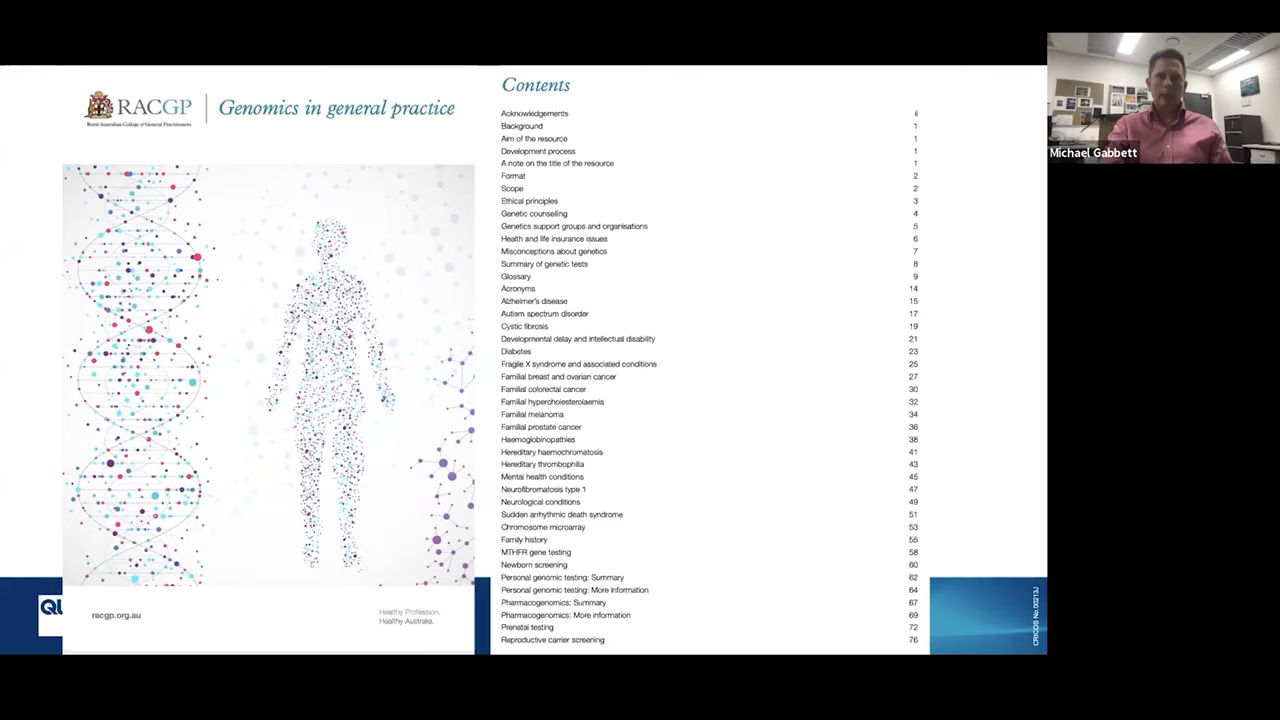 RACGP
Royal Australian College of General Practitioners
Genomics in general practice
QU
racgp.org.au
Healthy Profession.
Healthy Australia.
Contents
Acknowledgements ii
Background 1
Aim of the resource 1
Development process 1
A note on the title of the resource 1
Format 2
Scope 2
Ethical principles 3
Genetic counselling 4
Genetics support groups and organisations 5
Health and life insurance issues 6
Misconceptions about genetics 7
Summary of genetic tests 8
Glossary 9
Acronyms 14
Alzheimer's disease 15
Autism spectrum disorder 17
Cystic fibrosis 19
Developmental delay and intellectual disability 21
Diabetes 23
Fragile X syndrome and associated conditions 25
Familial breast and ovarian cancer 27
Familial colorectal cancer 30
Familial hypercholesterolaemia 32
Familial melanoma 34
Familial prostate cancer 36
Haemoglobinopathies 38
Hereditary haemochromatosis 41
Hereditary thrombophilia 43
Mental health conditions 45
Neurofibromatosis type 1 47
Neurological conditions 49
Sudden arrhythmic death syndrome 51
Chromosome microarray 53
Family history 55
MTHFR gene testing 58
Newborn screening 60
Personal genomic testing: Summary 62
Personal genomic testing: More information 64
Pharmacogenomics: Summary 67
Pharmacogenomics: More information 69
Prenatal testing 72
Reproductive carrier screening 76
CRICOS No.00213J
Michael Gabbett